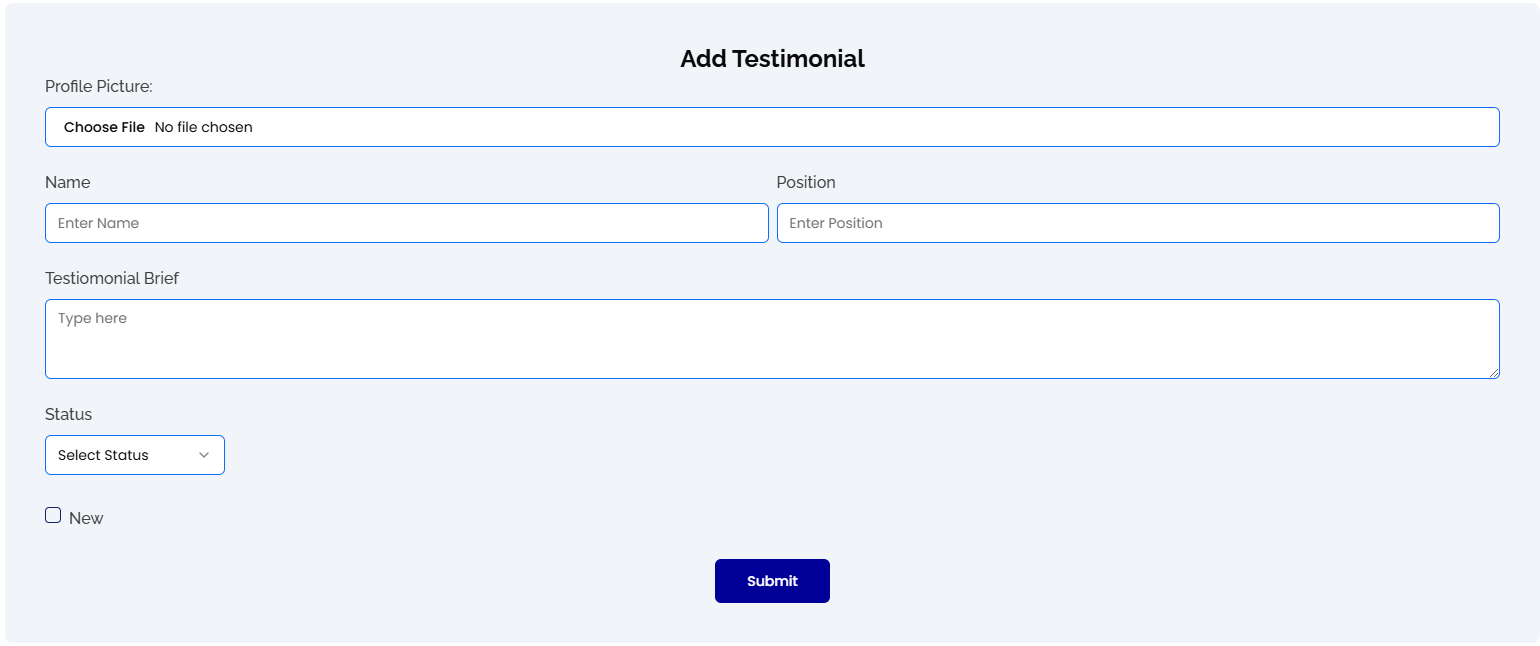 Add Testimonial
Profile Picture:
Choose File No file chosen
Name
Position
Enter Name
Enter Position
Testiomonial Brief
Type here
Status
Select Status
New
Submit